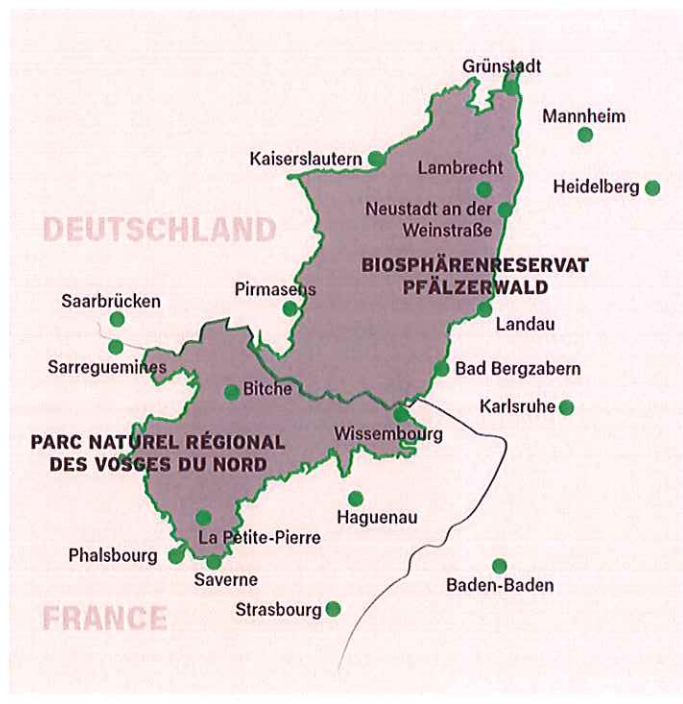 Grünstadt
Mannheim
Kaiserslautern
Lambrecht
Heidelberg
Neustadt an der
Weinstraße
DEUTSCHLAND
BIOSPHÄRENRESERVAT
PFÄLZERWALD
Pirmasens
Saarbrücken
Landau
Sarreguemines
Bad Bergzabern
Bitche
Karlsruhe
Wissembourg
PARC NATUREL RÉGIONAL
DES VOSGES DU NORD
Haguenau
La Petite-Pierre
Phalsbourg
Saverne
Baden-Baden
Strasbourg
FRANCE